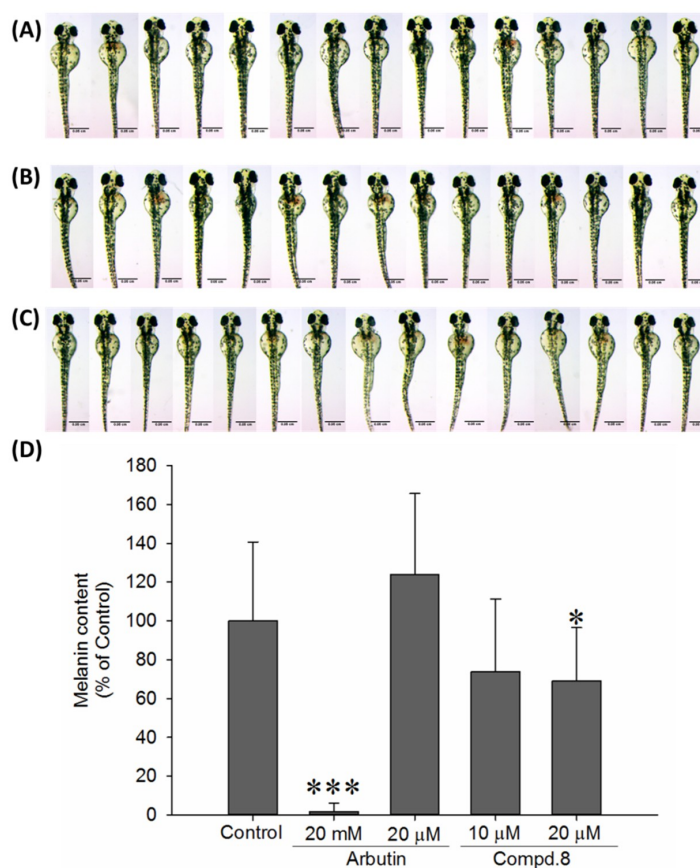 (A)
(B)
(C)
(D)
180
160
140
120
100
80
60
40
20
0
Melanin content
(% of Control)
***
*
Control 20 mM 20 μM 10 μM 20 μM
Arbutin Compd.8